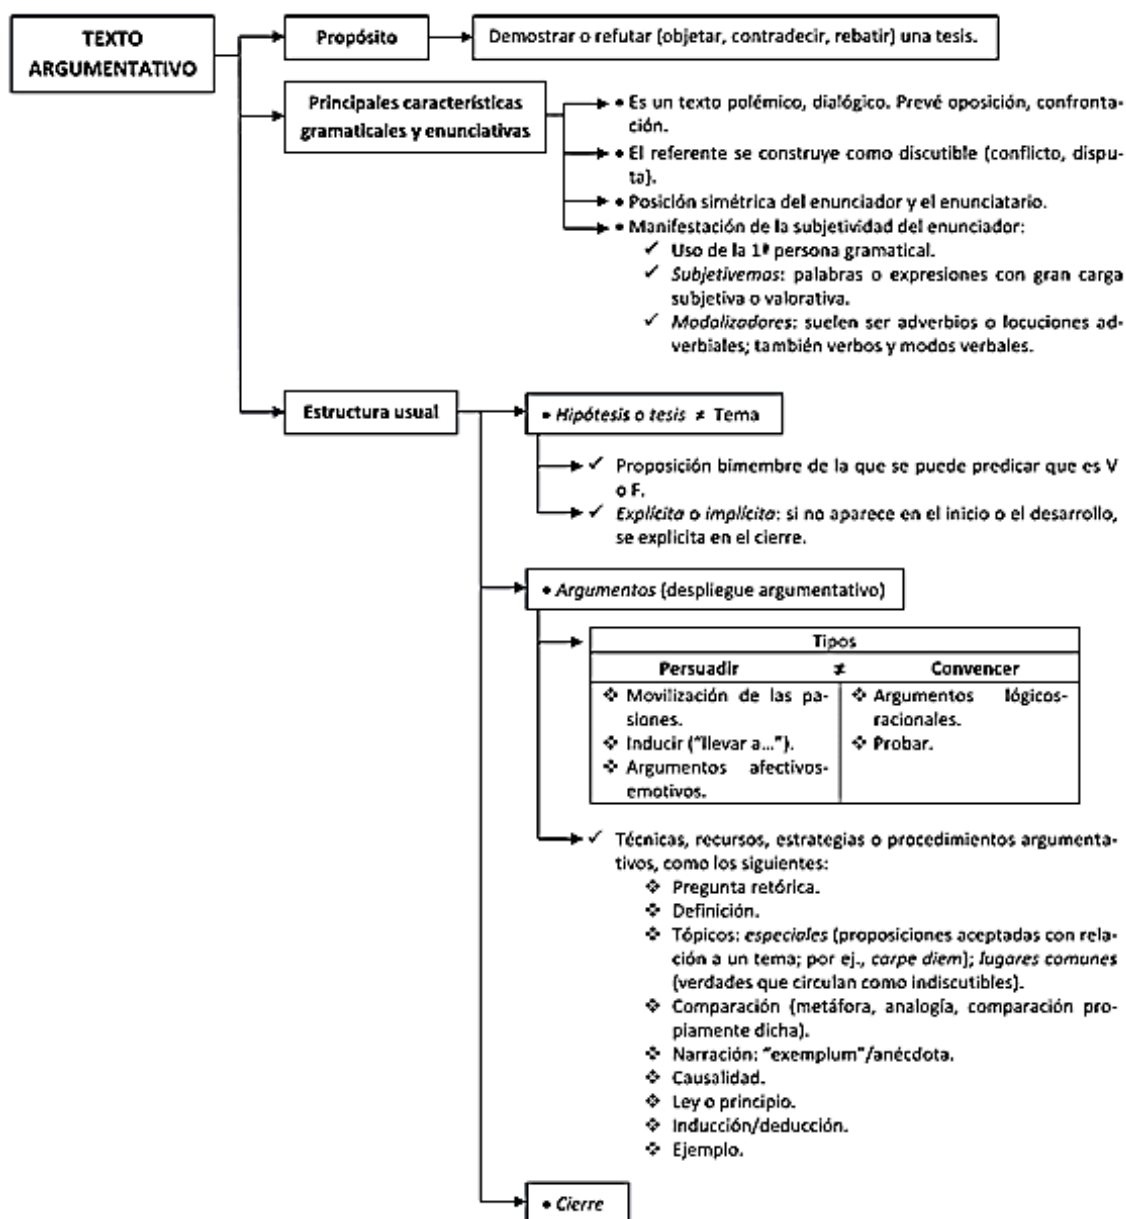 TEXTO
ARGUMENTATIVO
Propósito
Demostrar o refutar (objetar, contradecir, rebatir) una tesis.
Principales características
gramaticales y enunciativas
• Es un texto polémico, dialógico. Prevé oposición, confronta-
ción.
• El referente se construye como discutible (conflicto, dispu-
ta).
• Posición simétrica del enunciador y el enunciatario.
• Manifestación de la subjetividad del enunciador:
✓ Uso de la 1ª persona gramatical.
✓ Subjetivemas: palabras o expresiones con gran carga
subjetiva o valorativa.
✓ Modalizadores: suelen ser adverbios o locuciones ad-
verbiales; también verbos y modos verbales.
Estructura usual
• Hipótesis o tesis ≠ Tema
✓ Proposición bimembre de la que se puede predicar que es V
o F.
✓ Explícita o implícita: si no aparece en el inicio o el desarrollo,
se explicita en el cierre.
• Argumentos (despliegue argumentativo)
Tipos
Persuadir ≠ Convencer
❖ Movilización de las pa-
siones.
❖ Inducir ("llevar a...").
❖ Argumentos afectivos-
emotivos.
❖ Argumentos lógicos-
racionales.
❖ Probar.
✓ Técnicas, recursos, estrategias o procedimientos argumenta-
tivos, como los siguientes:
❖ Pregunta retórica.
❖ Definición.
❖ Tópicos: especiales (proposiciones aceptadas con rela-
ción a un tema; por ej., carpe diem); lugares comunes
(verdades que circulan como indiscutibles).
❖ Comparación (metáfora, analogía, comparación pro-
piamente dicha).
❖ Narración: "exemplum"/anécdota.
❖ Causalidad.
❖ Ley o principio.
❖ Inducción/deducción.
❖ Ejemplo.
• Cierre